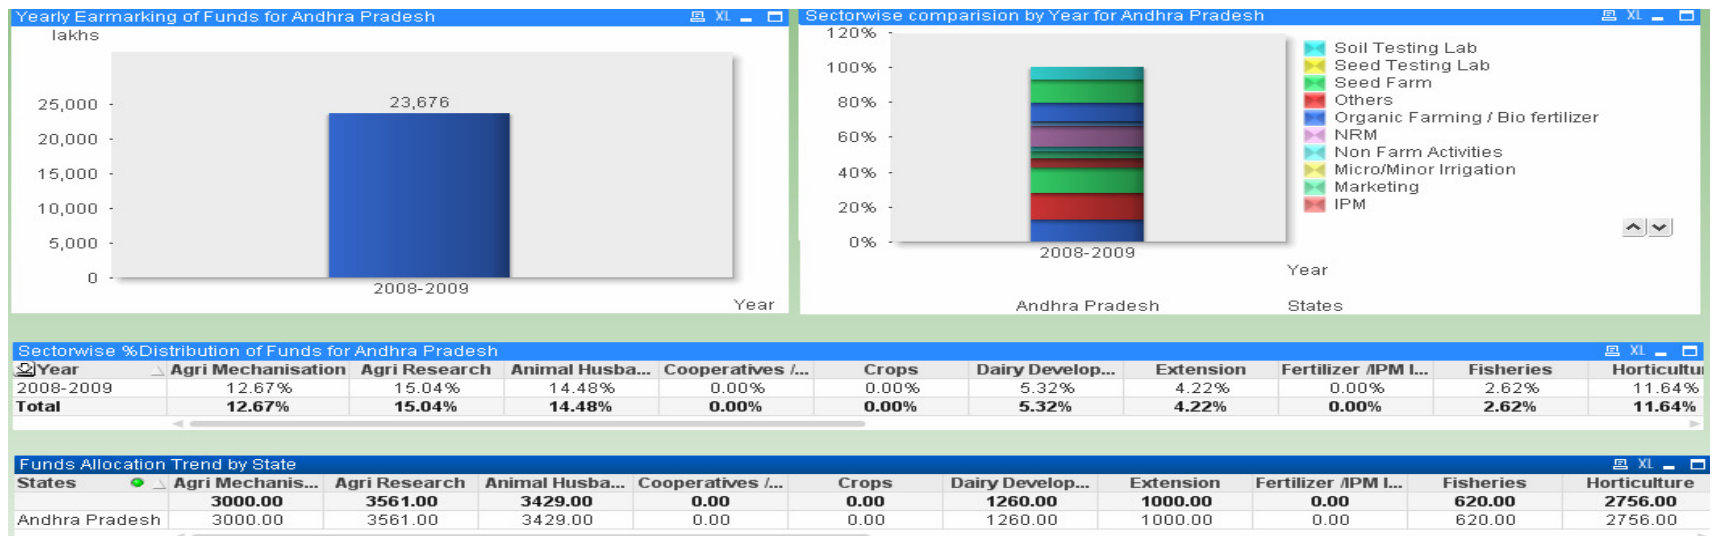 Yearly Earmarking of Funds for Andhra Pradesh XL
lakhs
25,000
20,000
15,000
10,000
5,000
0
23,676
2008-2009
Year
Sectorwise comparision by Year for Andhra Pradesh XL
120%
100%
80%
60%
40%
20%
0%
2008-2009
Year
Andhra Pradesh States
Soil Testing Lab
Seed Testing Lab
Seed Farm
Others
Organic Farming / Bio fertilizer
NRM
Non Farm Activities
Micro/Minor Irrigation
Marketing
IPM
Sectorwise %Distribution of Funds for Andhra Pradesh XL
Year Agri Mechanisation Agri Research Animal Husba... Cooperatives /... Crops Dairy Develop... Extension Fertilizer /IPM I... Fisheries Horticultu
2008-2009 12.67% 15.04% 14.48% 0.00% 0.00% 5.32% 4.22% 0.00% 2.62% 11.64%
Total 12.67% 15.04% 14.48% 0.00% 0.00% 5.32% 4.22% 0.00% 2.62% 11.64%
Funds Allocation Trend by State XL
States Agri Mechanis... Agri Research Animal Husba... Cooperatives /... Crops Dairy Develop... Extension Fertilizer /IPM I... Fisheries Horticulture
3000.00 3561.00 3429.00 0.00 0.00 1260.00 1000.00 0.00 620.00 2756.00
Andhra Pradesh 3000.00 3561.00 3429.00 0.00 0.00 1260.00 1000.00 0.00 620.00 2756.00